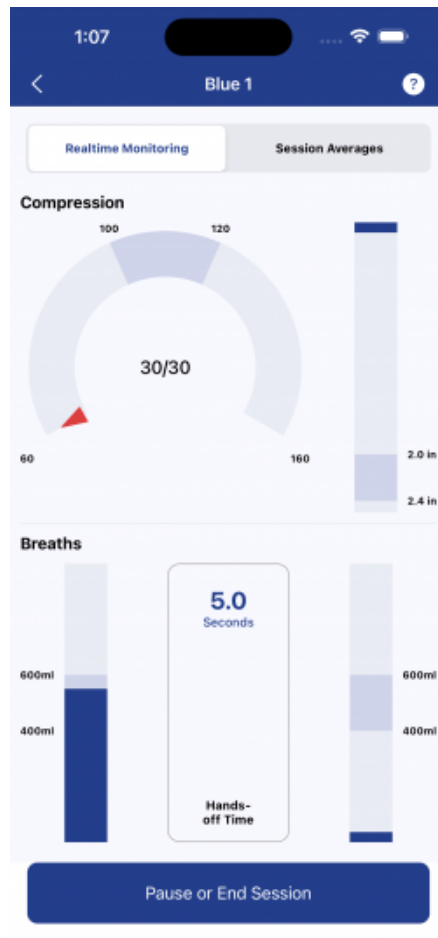 1:07
Blue 1
?
Realtime Monitoring
Session Averages
Compression
100
120
30/30
60
160
2.0 in
2.4 in
Breaths
5.0
Seconds
600ml
600ml
400ml
400ml
Hands-
off Time
Pause or End Session